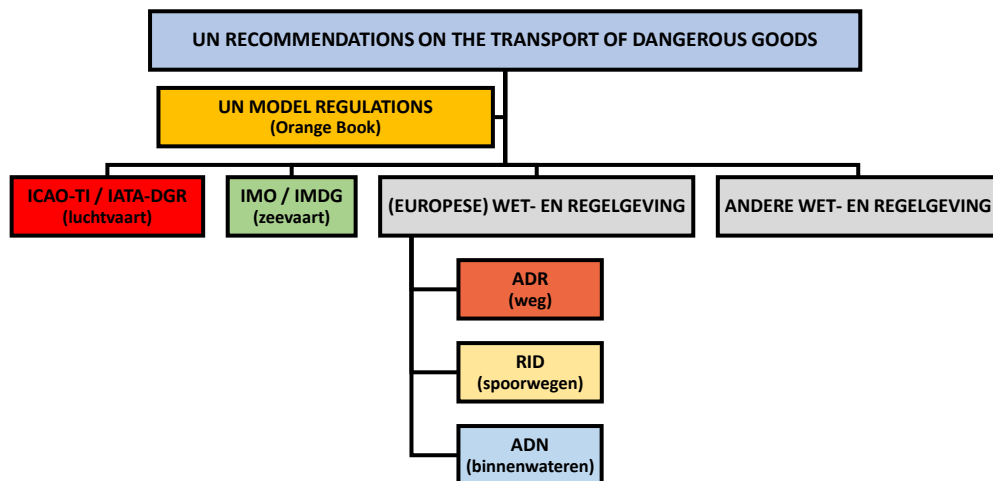 UN RECOMMENDATIONS ON THE TRANSPORT OF DANGEROUS GOODS
UN MODEL REGULATIONS
(Orange Book)
ICAO-TI / IATA-DGR
(luchtvaart)
IMO / IMDG
(zeevaart)
(EUROPESE) WET- EN REGELGEVING
ANDERE WET- EN REGELGEVING
ADR
(weg)
RID
(spoorwegen)
ADN
(binnenwateren)